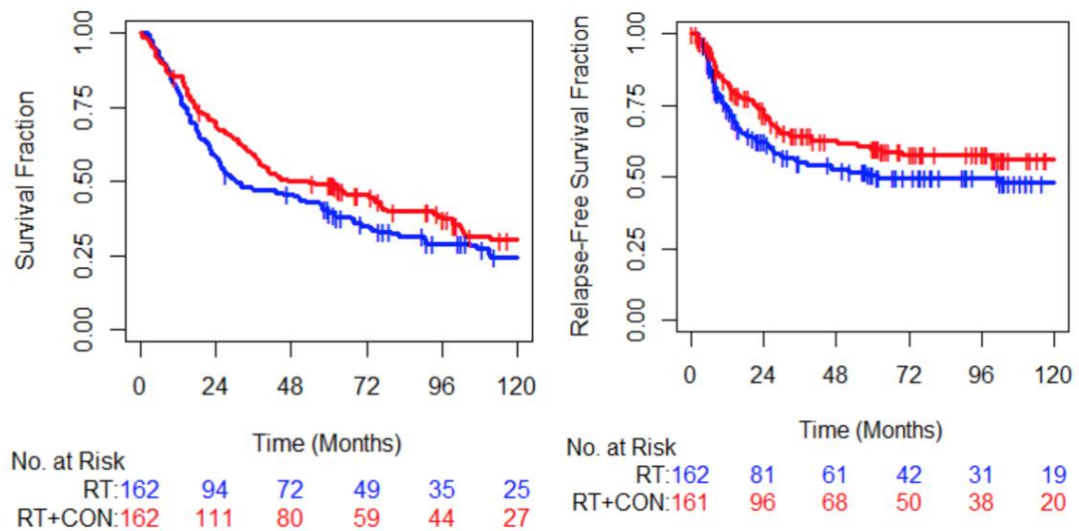 Survival Fraction
1.00
0.75
0.50
0.25
0.00
0 24 48 72 96 120
Time (Months)
No. at Risk
RT:162 94 72 49 35 25
RT+CON:162 111 80 59 44 27
Relapse-Free Survival Fraction
1.00
0.75
0.50
0.25
0.00
0 24 48 72 96 120
Time (Months)
No. at Risk
RT:162 81 61 42 31 19
RT+CON:161 96 68 50 38 20